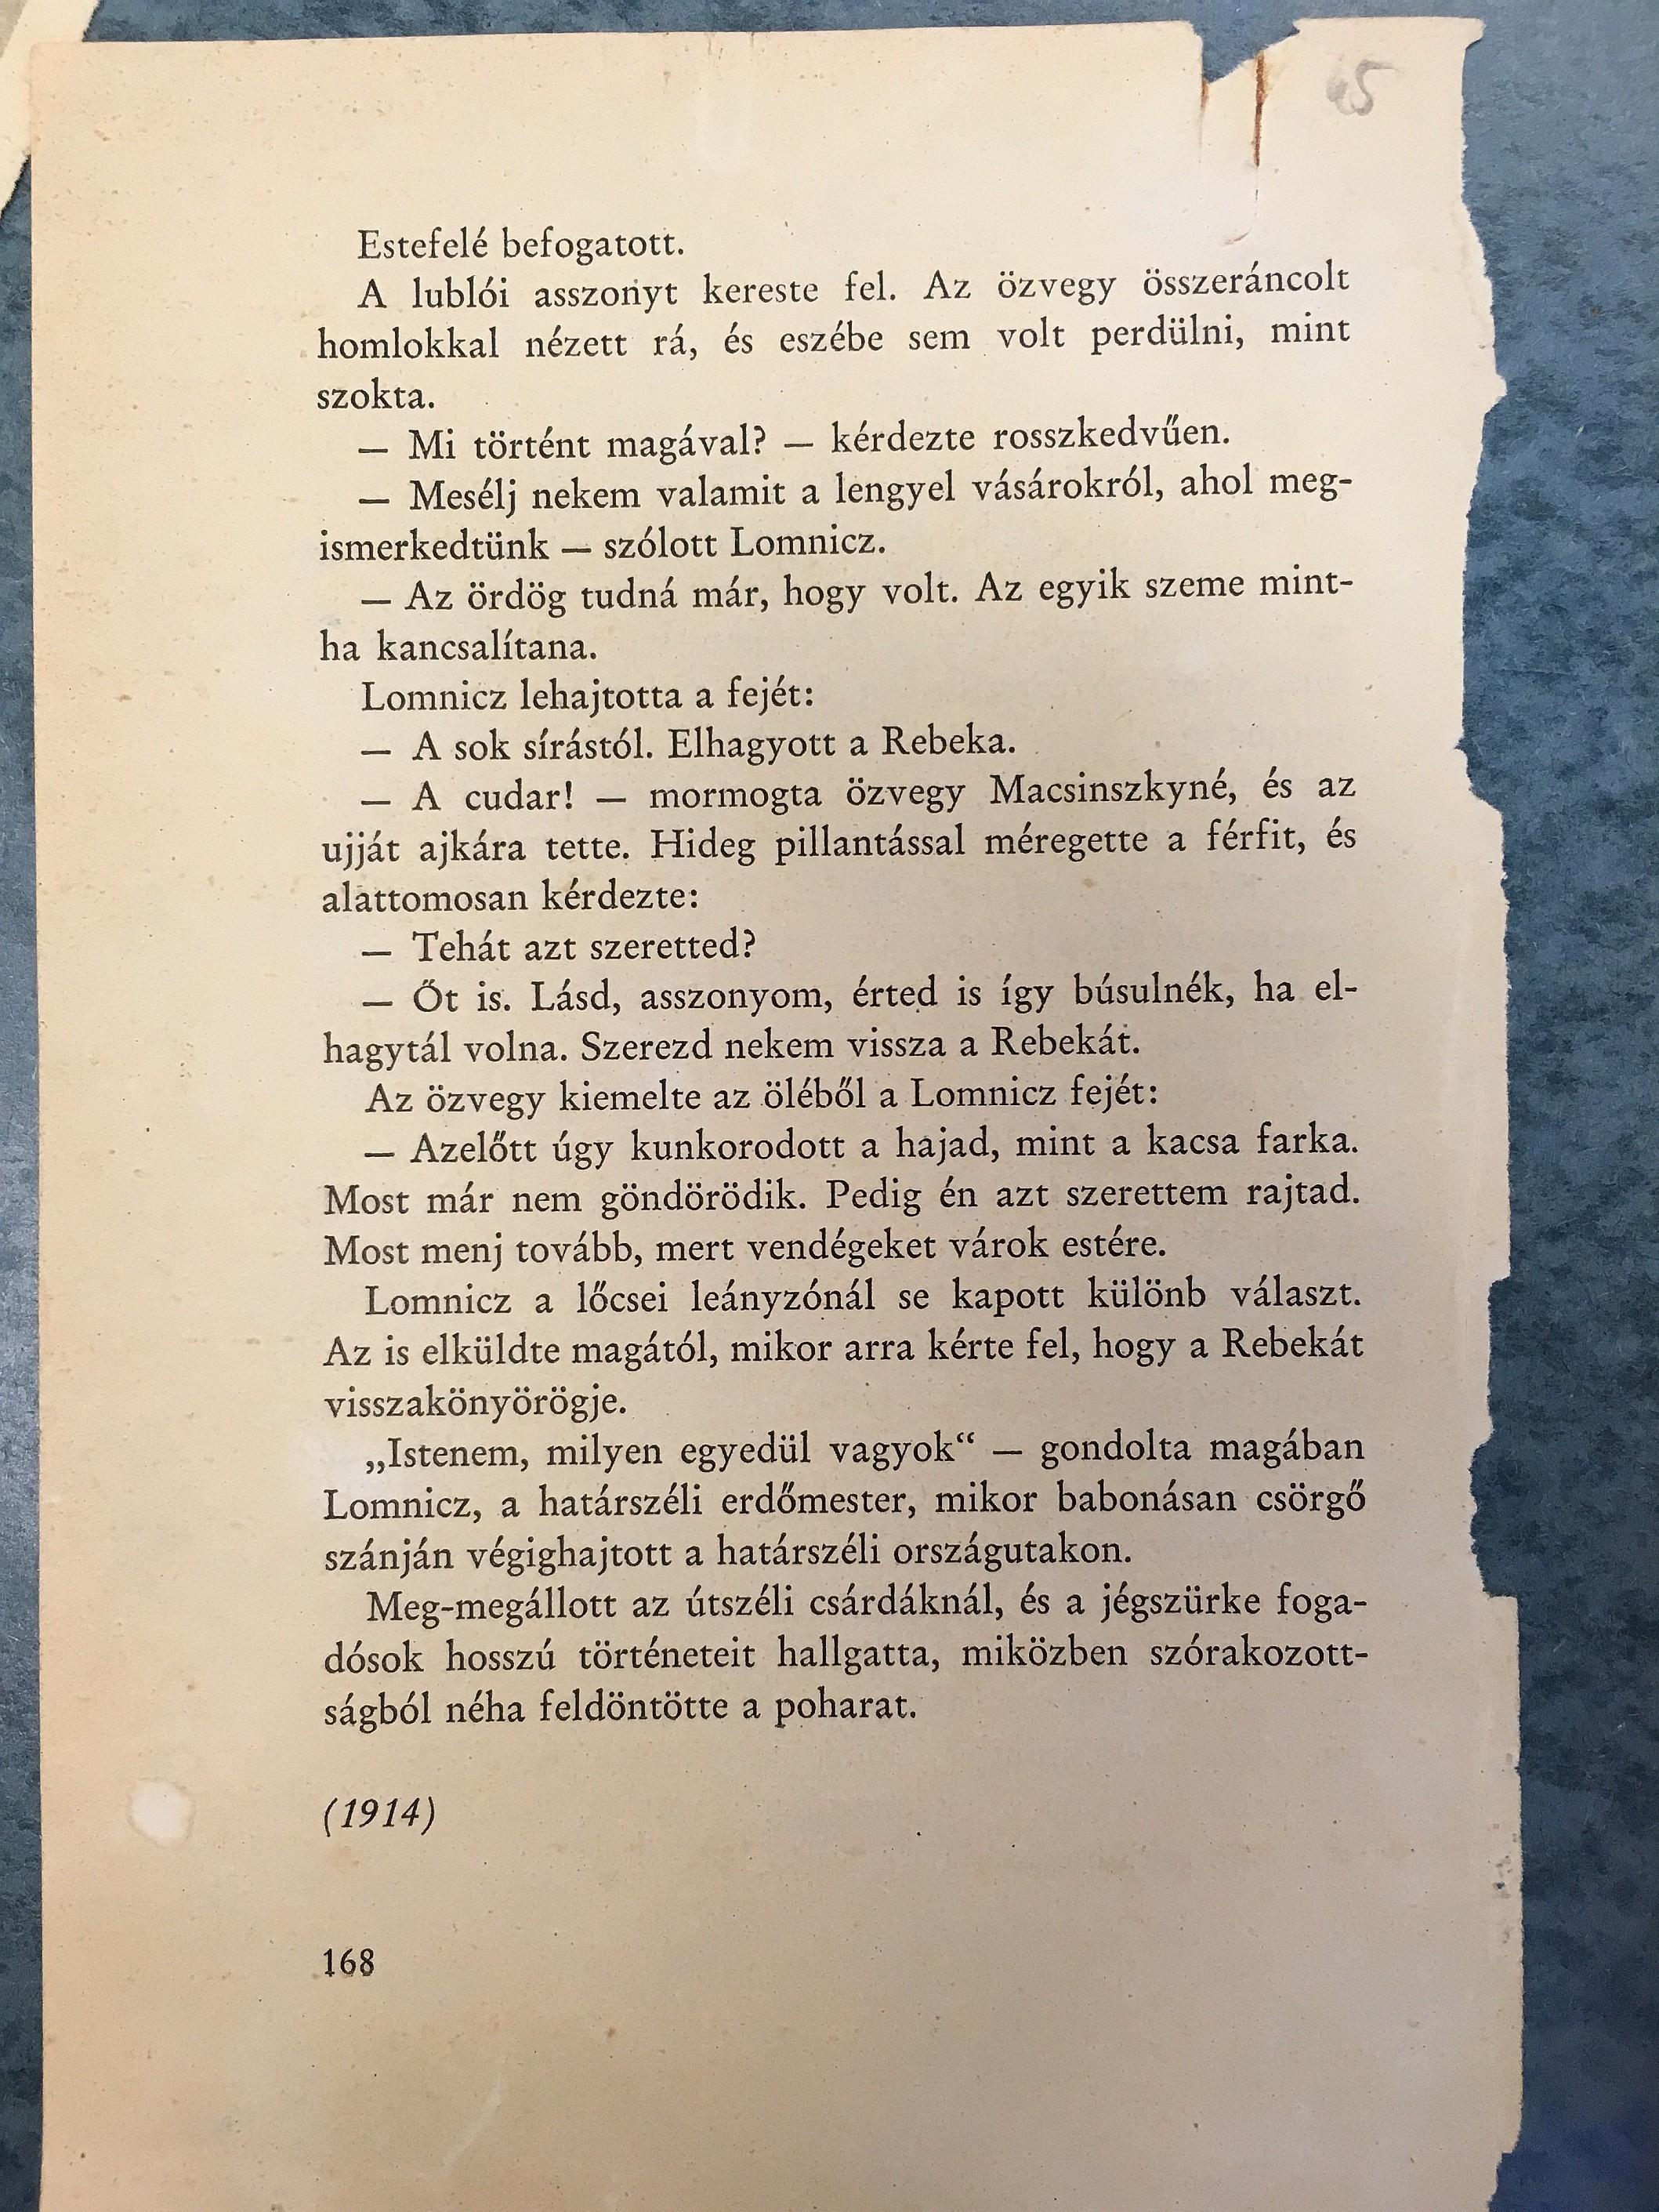 45
Estefelé befogatott.
A lublói asszonyt kereste fel. Az özvegy összeráncolt
homlokkal nézett rá, és eszébe sem volt perdülni, mint
szokta.
— Mi történt magával? — kérdezte rosszkedvűen.
— Mesélj nekem valamit a lengyel vásárokról, ahol meg-
ismerkedtünk — szólott Lomnicz.
— Az ördög tudná már, hogy volt. Az egyik szeme mint-
ha kancsalítana.
Lomnicz lehajtotta a fejét:
— A sok sírástól. Elhagyott a Rebeka.
— A cudar! — mormogta özvegy Macsinszkyné, és az
ujját ajkára tette. Hideg pillantással méregette a férfit, és
alattomosan kérdezte:
— Tehát azt szeretted?
— Őt is. Lásd, asszonyom, érted is így búsulnék, ha el-
hagytál volna. Szerezd nekem vissza a Rebekát.
Az özvegy kiemelte az öléből a Lomnicz fejét:
— Azelőtt úgy kunkorodott a hajad, mint a kacsa farka.
Most már nem göndörödik. Pedig én azt szerettem rajtad.
Most menj tovább, mert vendégeket várok estére.
Lomnicz a lőcsei leányzónál se kapott különb választ.
Az is elküldte magától, mikor arra kérte fel, hogy a Rebekát
visszakönyörögje.
„Istenem, milyen egyedül vagyok“ — gondolta magában
Lomnicz, a határszéli erdőmester, mikor babonásan csörgő
szánján végighajtott a határszéli országutakon.
Meg-megállott az útszéli csárdáknál, és a jégszürke foga-
dósok hosszú történeteit hallgatta, miközben szórakozott-
ságból néha feldöntötte a poharat.
(1914)
168